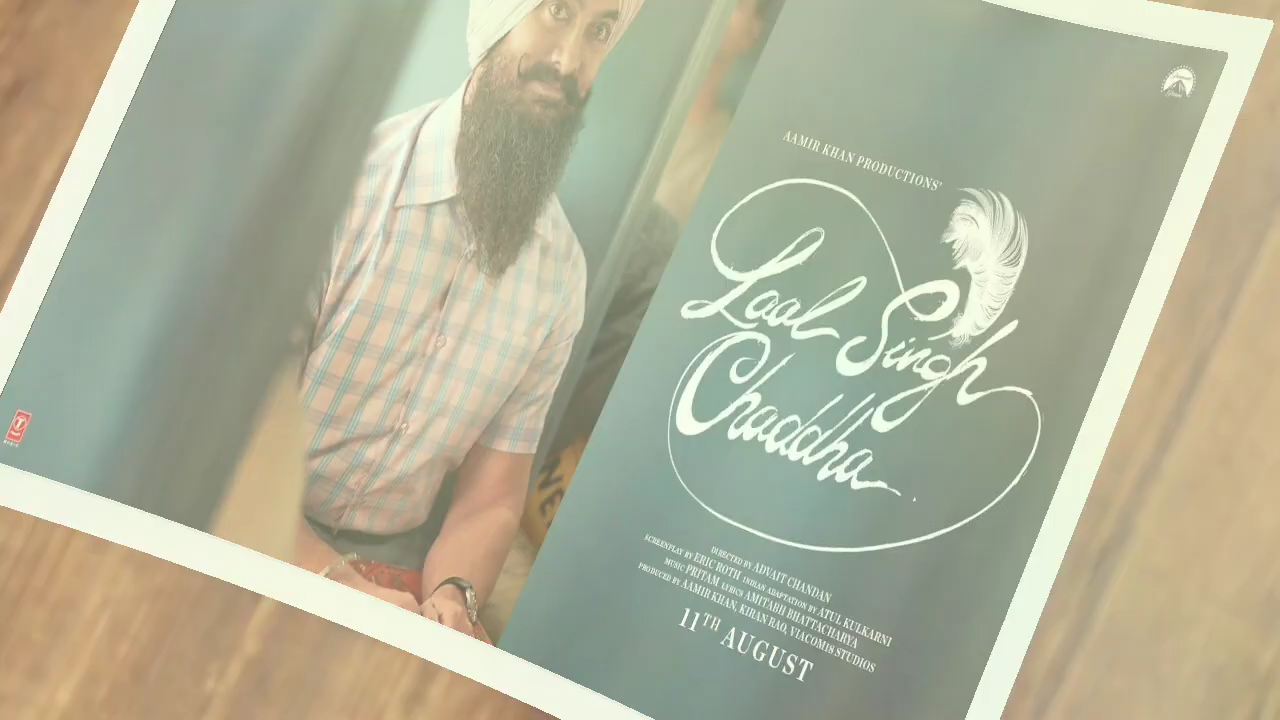 AAMIR KHAN PRODUCTIONS'
Laal Singh
Chaddha
DIRECTED BY ADVAIT CHANDAN
SCREENPLAY BY ERIC ROTH INDIAN ADAPTATION BY ATUL KULKARNI
MUSIC PRITAM LYRICS AMITABH BHATTACHARYA
PRODUCED BY AAMIR KHAN, KIRAN RAO, VIACOM18 STUDIOS
11TH AUGUST